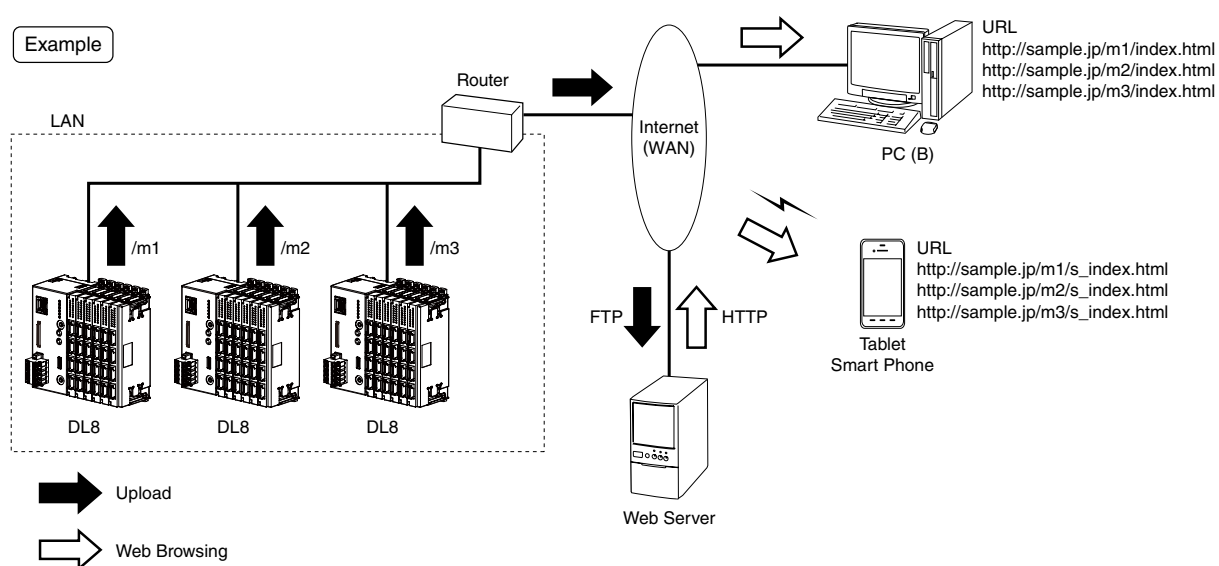 Example
LAN
Router
/m1
/m2
/m3
DL8
DL8
DL8
Upload
Web Browsing
Internet
(WAN)
FTP
HTTP
Web Server
URL
http://sample.jp/m1/index.html
http://sample.jp/m2/index.html
http://sample.jp/m3/index.html
PC (B)
URL
http://sample.jp/m1/s_index.html
http://sample.jp/m2/s_index.html
http://sample.jp/m3/s_index.html
Tablet
Smart Phone